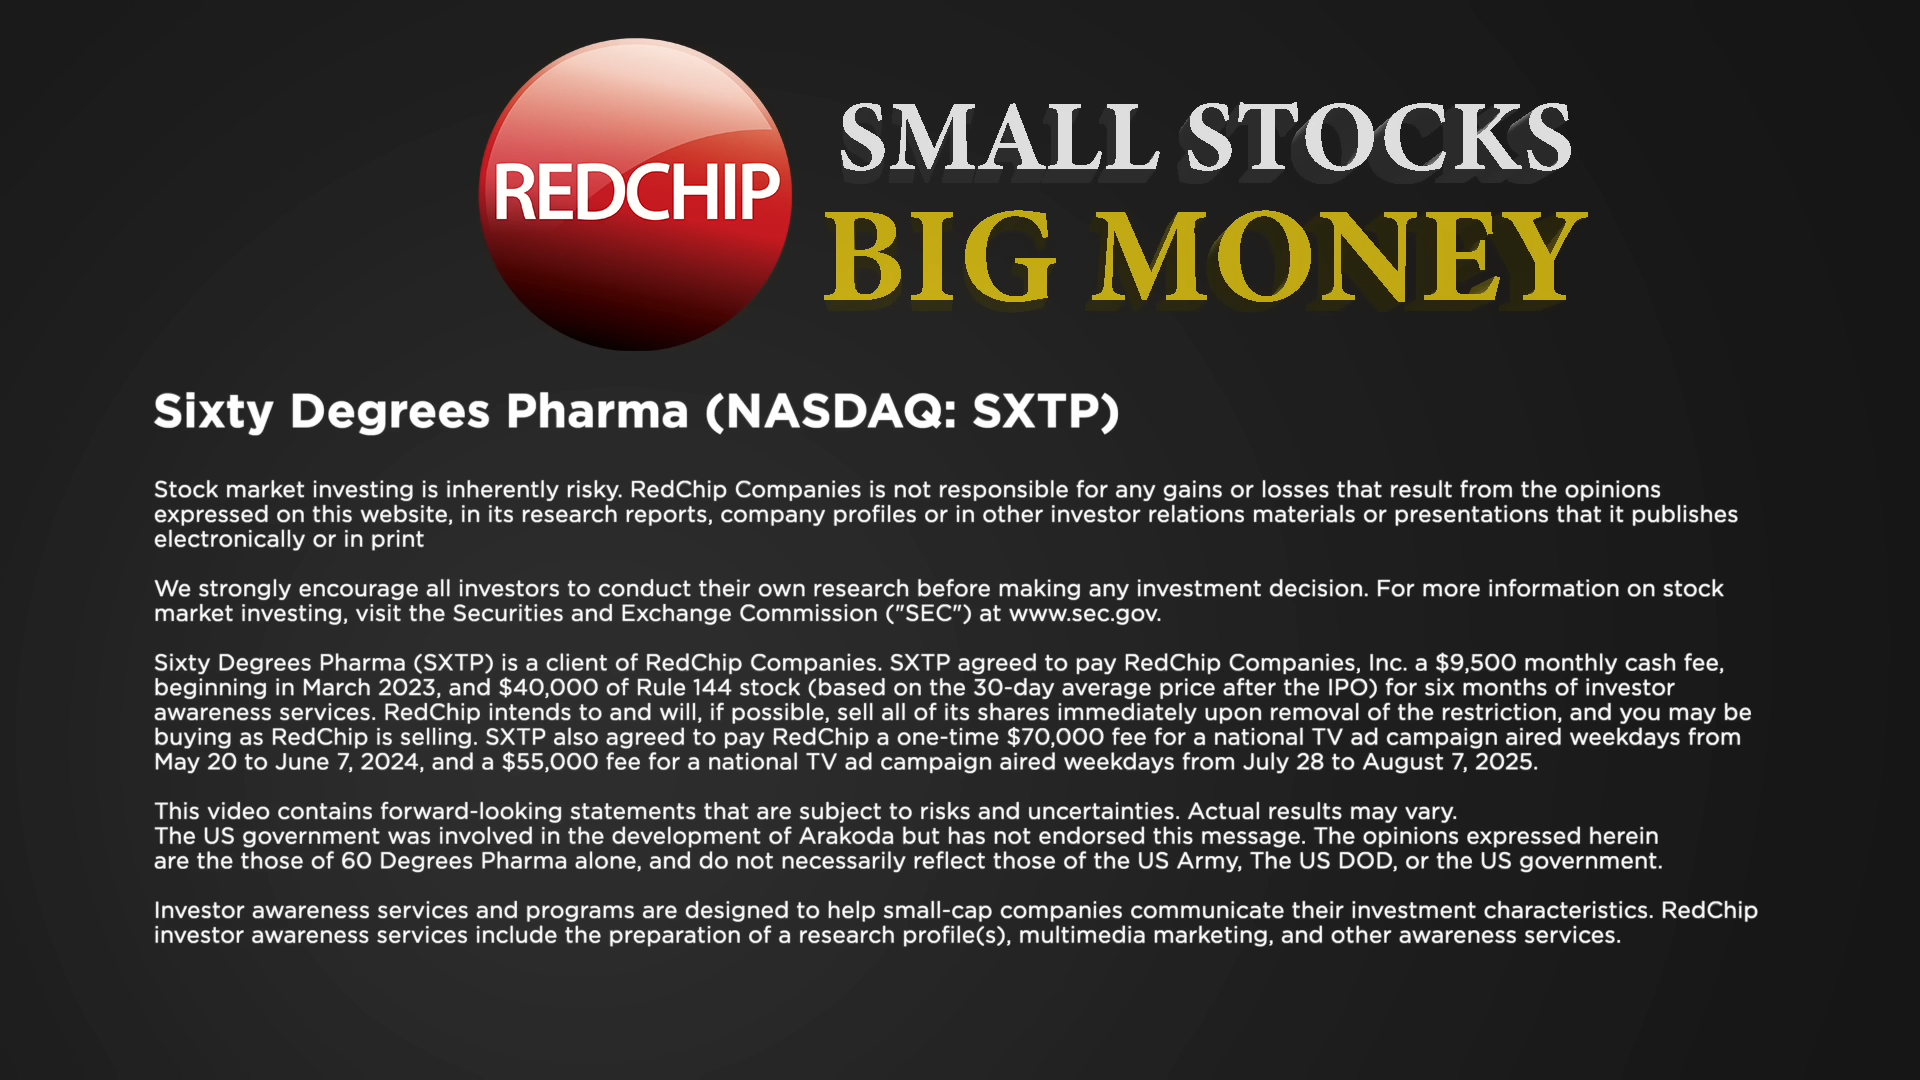 REDCHIP
SMALL STOCKS
BIG MONEY
Sixty Degrees Pharma (NASDAQ: SXTP)
Stock market investing is inherently risky. RedChip Companies is not responsible for any gains or losses that result from the opinions
expressed on this website, in its research reports, company profiles or in other investor relations materials or presentations that it publishes
electronically or in print
We strongly encourage all investors to conduct their own research before making any investment decision. For more information on stock
market investing, visit the Securities and Exchange Commission ("SEC") at www.sec.gov.
Sixty Degrees Pharma (SXTP) is a client of RedChip Companies. SXTP agreed to pay RedChip Companies, Inc. a $9,500 monthly cash fee,
beginning in March 2023, and $40,000 of Rule 144 stock (based on the 30-day average price after the IPO) for six months of investor
awareness services. RedChip intends to and will, if possible, sell all of its shares immediately upon removal of the restriction, and you may be
buying as RedChip is selling. SXTP also agreed to pay RedChip a one-time $70,000 fee for a national TV ad campaign aired weekdays from
May 20 to June 7, 2024, and a $55,000 fee for a national TV ad campaign aired weekdays from July 28 to August 7, 2025.
This video contains forward-looking statements that are subject to risks and uncertainties. Actual results may vary.
The US government was involved in the development of Arakoda but has not endorsed this message. The opinions expressed herein
are the those of 60 Degrees Pharma alone, and do not necessarily reflect those of the US Army, The US DOD, or the US government.
Investor awareness services and programs are designed to help small-cap companies communicate their investment characteristics. RedChip
investor awareness services include the preparation of a research profile(s), multimedia marketing, and other awareness services.